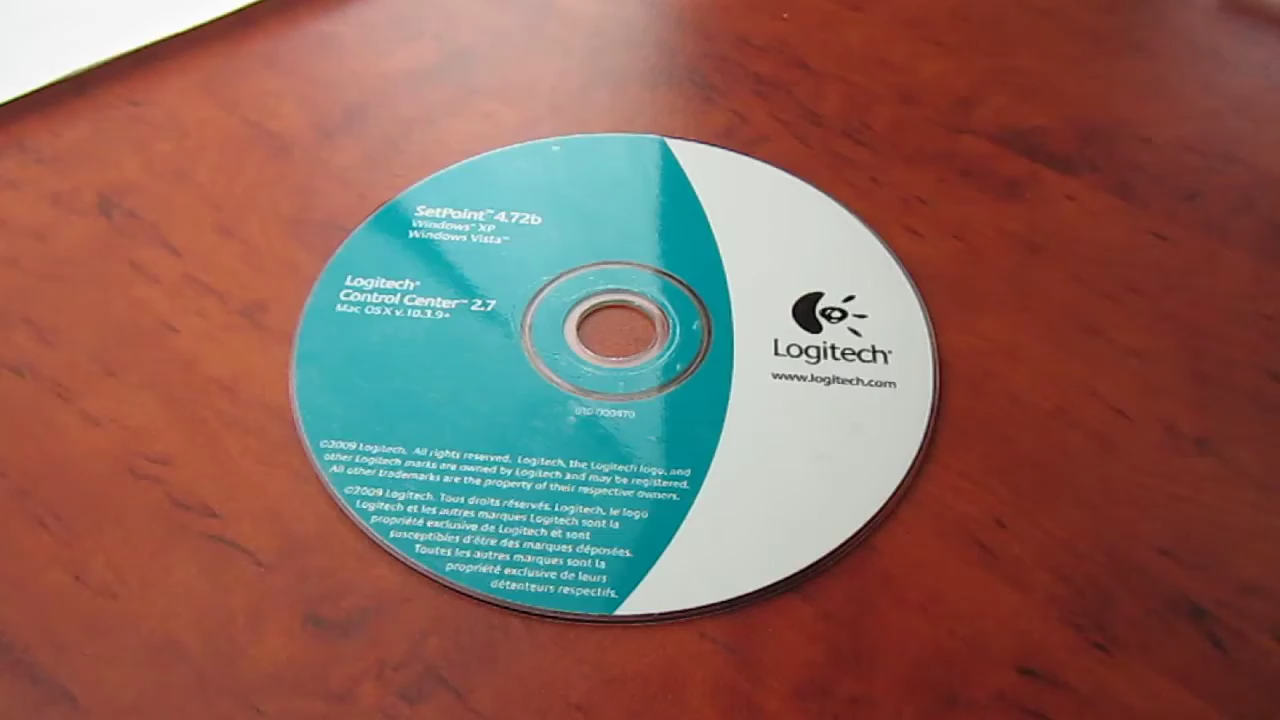 SetPoint™ 4.72b
Windows® XP
Windows Vista™
Logitech®
Control Center™ 2.7
Mac OS X v.10.3.9+
Logitech®
www.logitech.com
©2009 Logitech. All rights reserved. Logitech, the Logitech logo, and
other Logitech marks are owned by Logitech and may be registered.
All other trademarks are the property of their respective owners.
©2009 Logitech. Tous droits réservés. Logitech, le logo
Logitech et les autres marques Logitech sont la
propriété exclusive de Logitech et sont
susceptibles d'être des marques déposées.
Toutes les autres marques sont la
propriété exclusive de leurs
détenteurs respectifs.